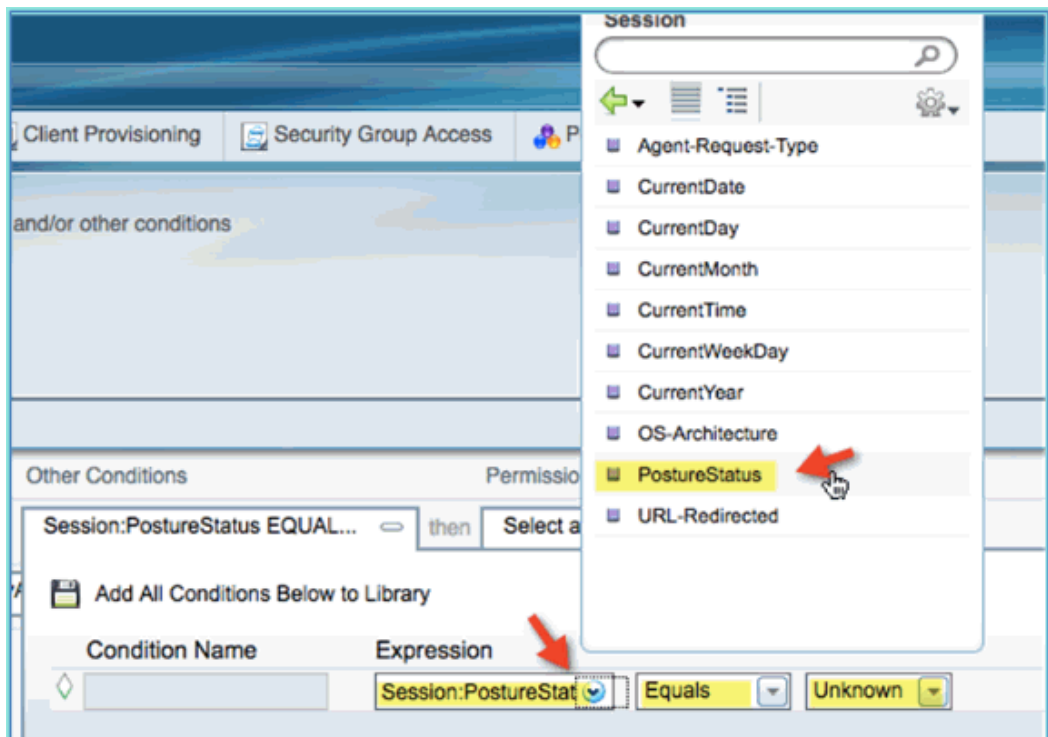 Session
Client Provisioning
Security Group Access
P
and/or other conditions
Agent-Request-Type
CurrentDate
CurrentDay
CurrentMonth
CurrentTime
CurrentWeekDay
CurrentYear
OS-Architecture
PostureStatus
URL-Redirected
Other Conditions
Permissio
Session:PostureStatus EQUAL...
then
Select a
Add All Conditions Below to Library
Condition Name
Expression
Session:PostureStat
Equals
Unknown